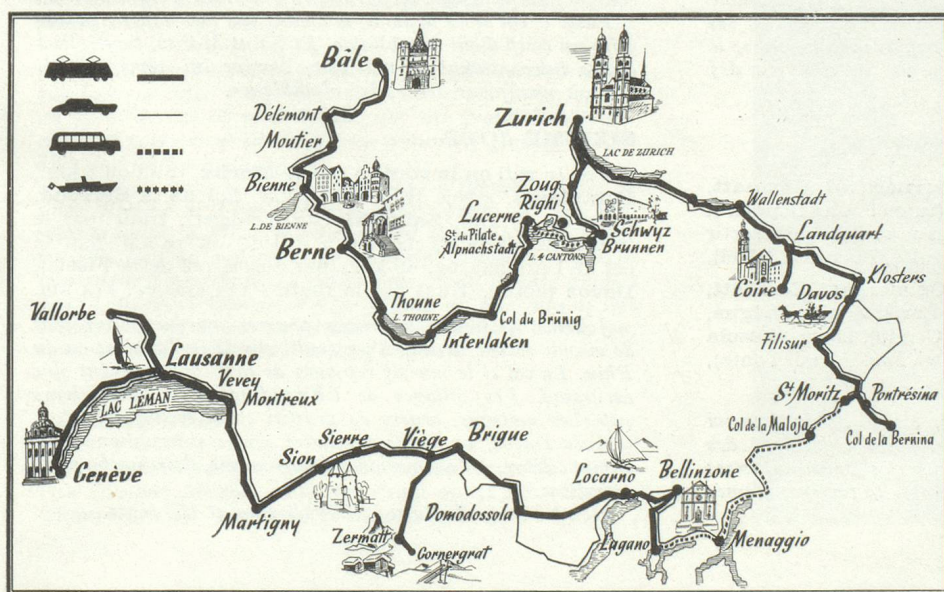 Bâle
Délémont
Moutier
Bienne
L. DE BIENNE
Berne
Thoune
L. THOUNE
Interlaken
Col du Brünig
Lucerne
St. du Pilate &
Alpnachstadt
L. 4 CANTONS
Righi
Zoug
Zurich
LAC DE ZURICH
Schwyz
Brunnen
Wallenstadt
Landquart
Coire
Klosters
Davos
Filisur
St. Moritz
Pontrésina
Col de la Maloja
Col de la Bernina
Vallorbe
Lausanne
Vevey
Montreux
LAC LÉMAN
Genève
Martigny
Sion
Sierre
Viège
Brigue
Zermatt
Gornergrat
Domodossola
Locarno
Bellinzone
Lugano
Menaggio